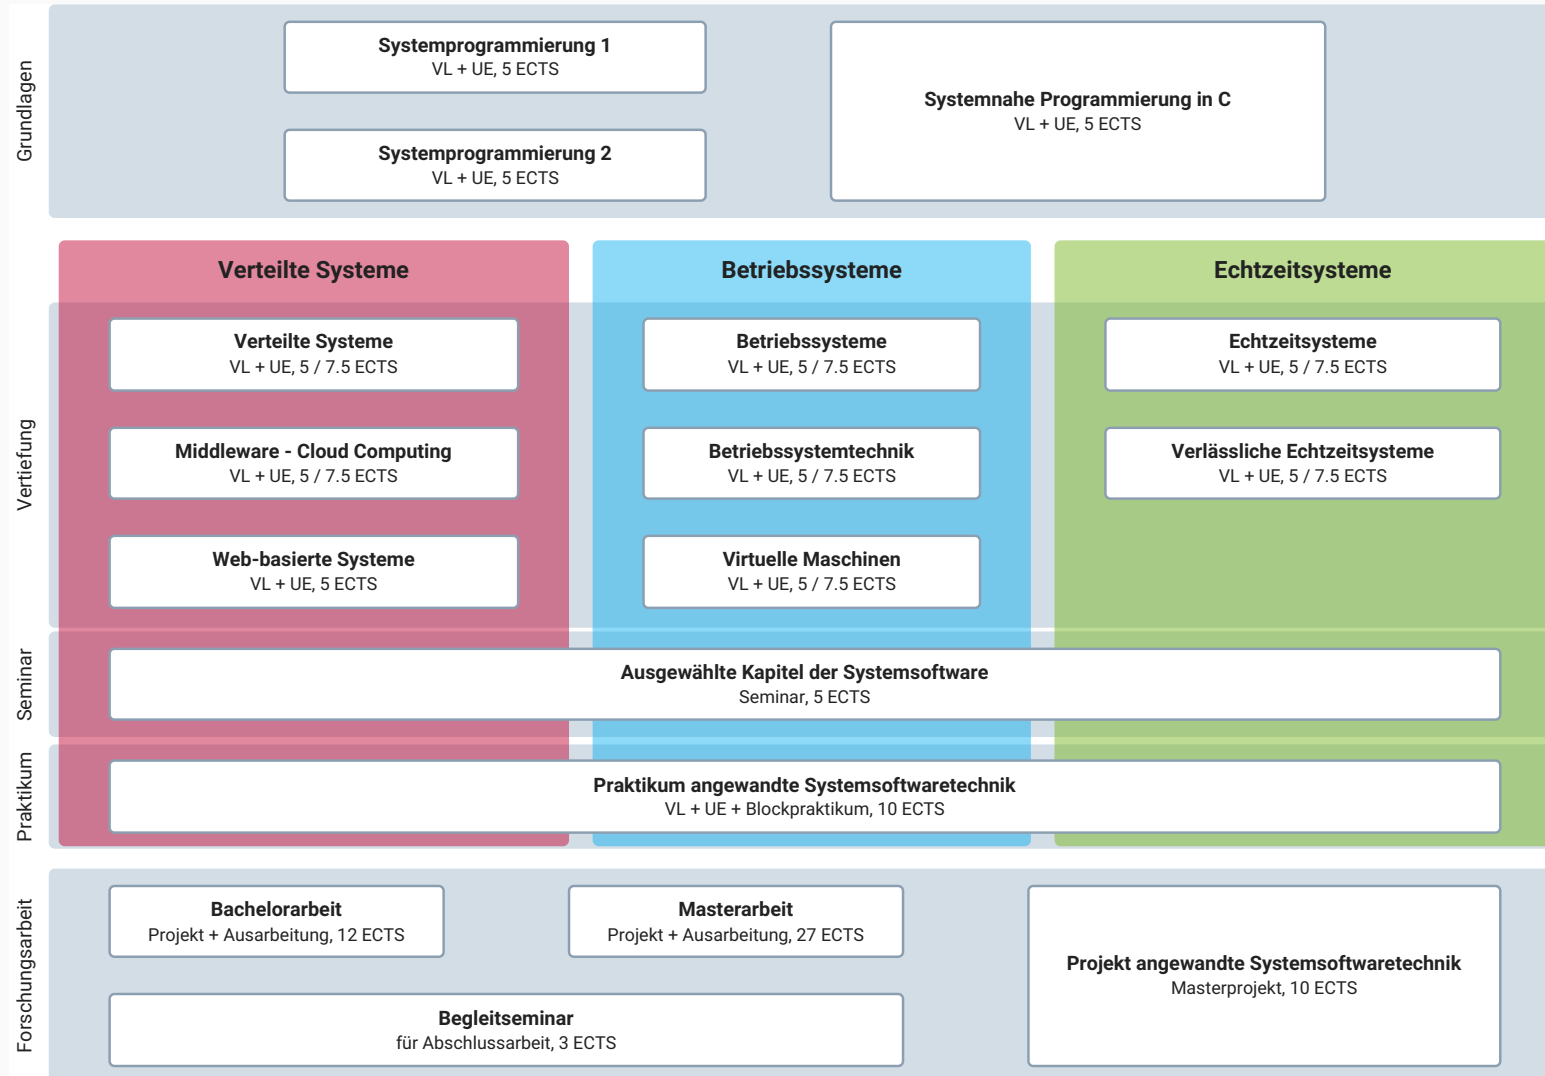 Grundlagen
Systemprogrammierung 1
VL + UE, 5 ECTS
Systemprogrammierung 2
VL + UE, 5 ECTS
Systemnahe Programmierung in C
VL + UE, 5 ECTS
Verteilte Systeme
Betriebssysteme
Echtzeitsysteme
Vertiefung
Verteilte Systeme
VL + UE, 5 / 7.5 ECTS
Betriebssysteme
VL + UE, 5 / 7.5 ECTS
Echtzeitsysteme
VL + UE, 5 / 7.5 ECTS
Middleware - Cloud Computing
VL + UE, 5 / 7.5 ECTS
Betriebssystemtechnik
VL + UE, 5 / 7.5 ECTS
Verlässliche Echtzeitsysteme
VL + UE, 5 / 7.5 ECTS
Web-basierte Systeme
VL + UE, 5 ECTS
Virtuelle Maschinen
VL + UE, 5 / 7.5 ECTS
Seminar
Ausgewählte Kapitel der Systemsoftware
Seminar, 5 ECTS
Praktikum
Praktikum angewandte Systemsoftwaretechnik
VL + UE + Blockpraktikum, 10 ECTS
Forschungsarbeit
Bachelorarbeit
Projekt + Ausarbeitung, 12 ECTS
Masterarbeit
Projekt + Ausarbeitung, 27 ECTS
Begleitseminar
für Abschlussarbeit, 3 ECTS
Projekt angewandte Systemsoftwaretechnik
Masterprojekt, 10 ECTS